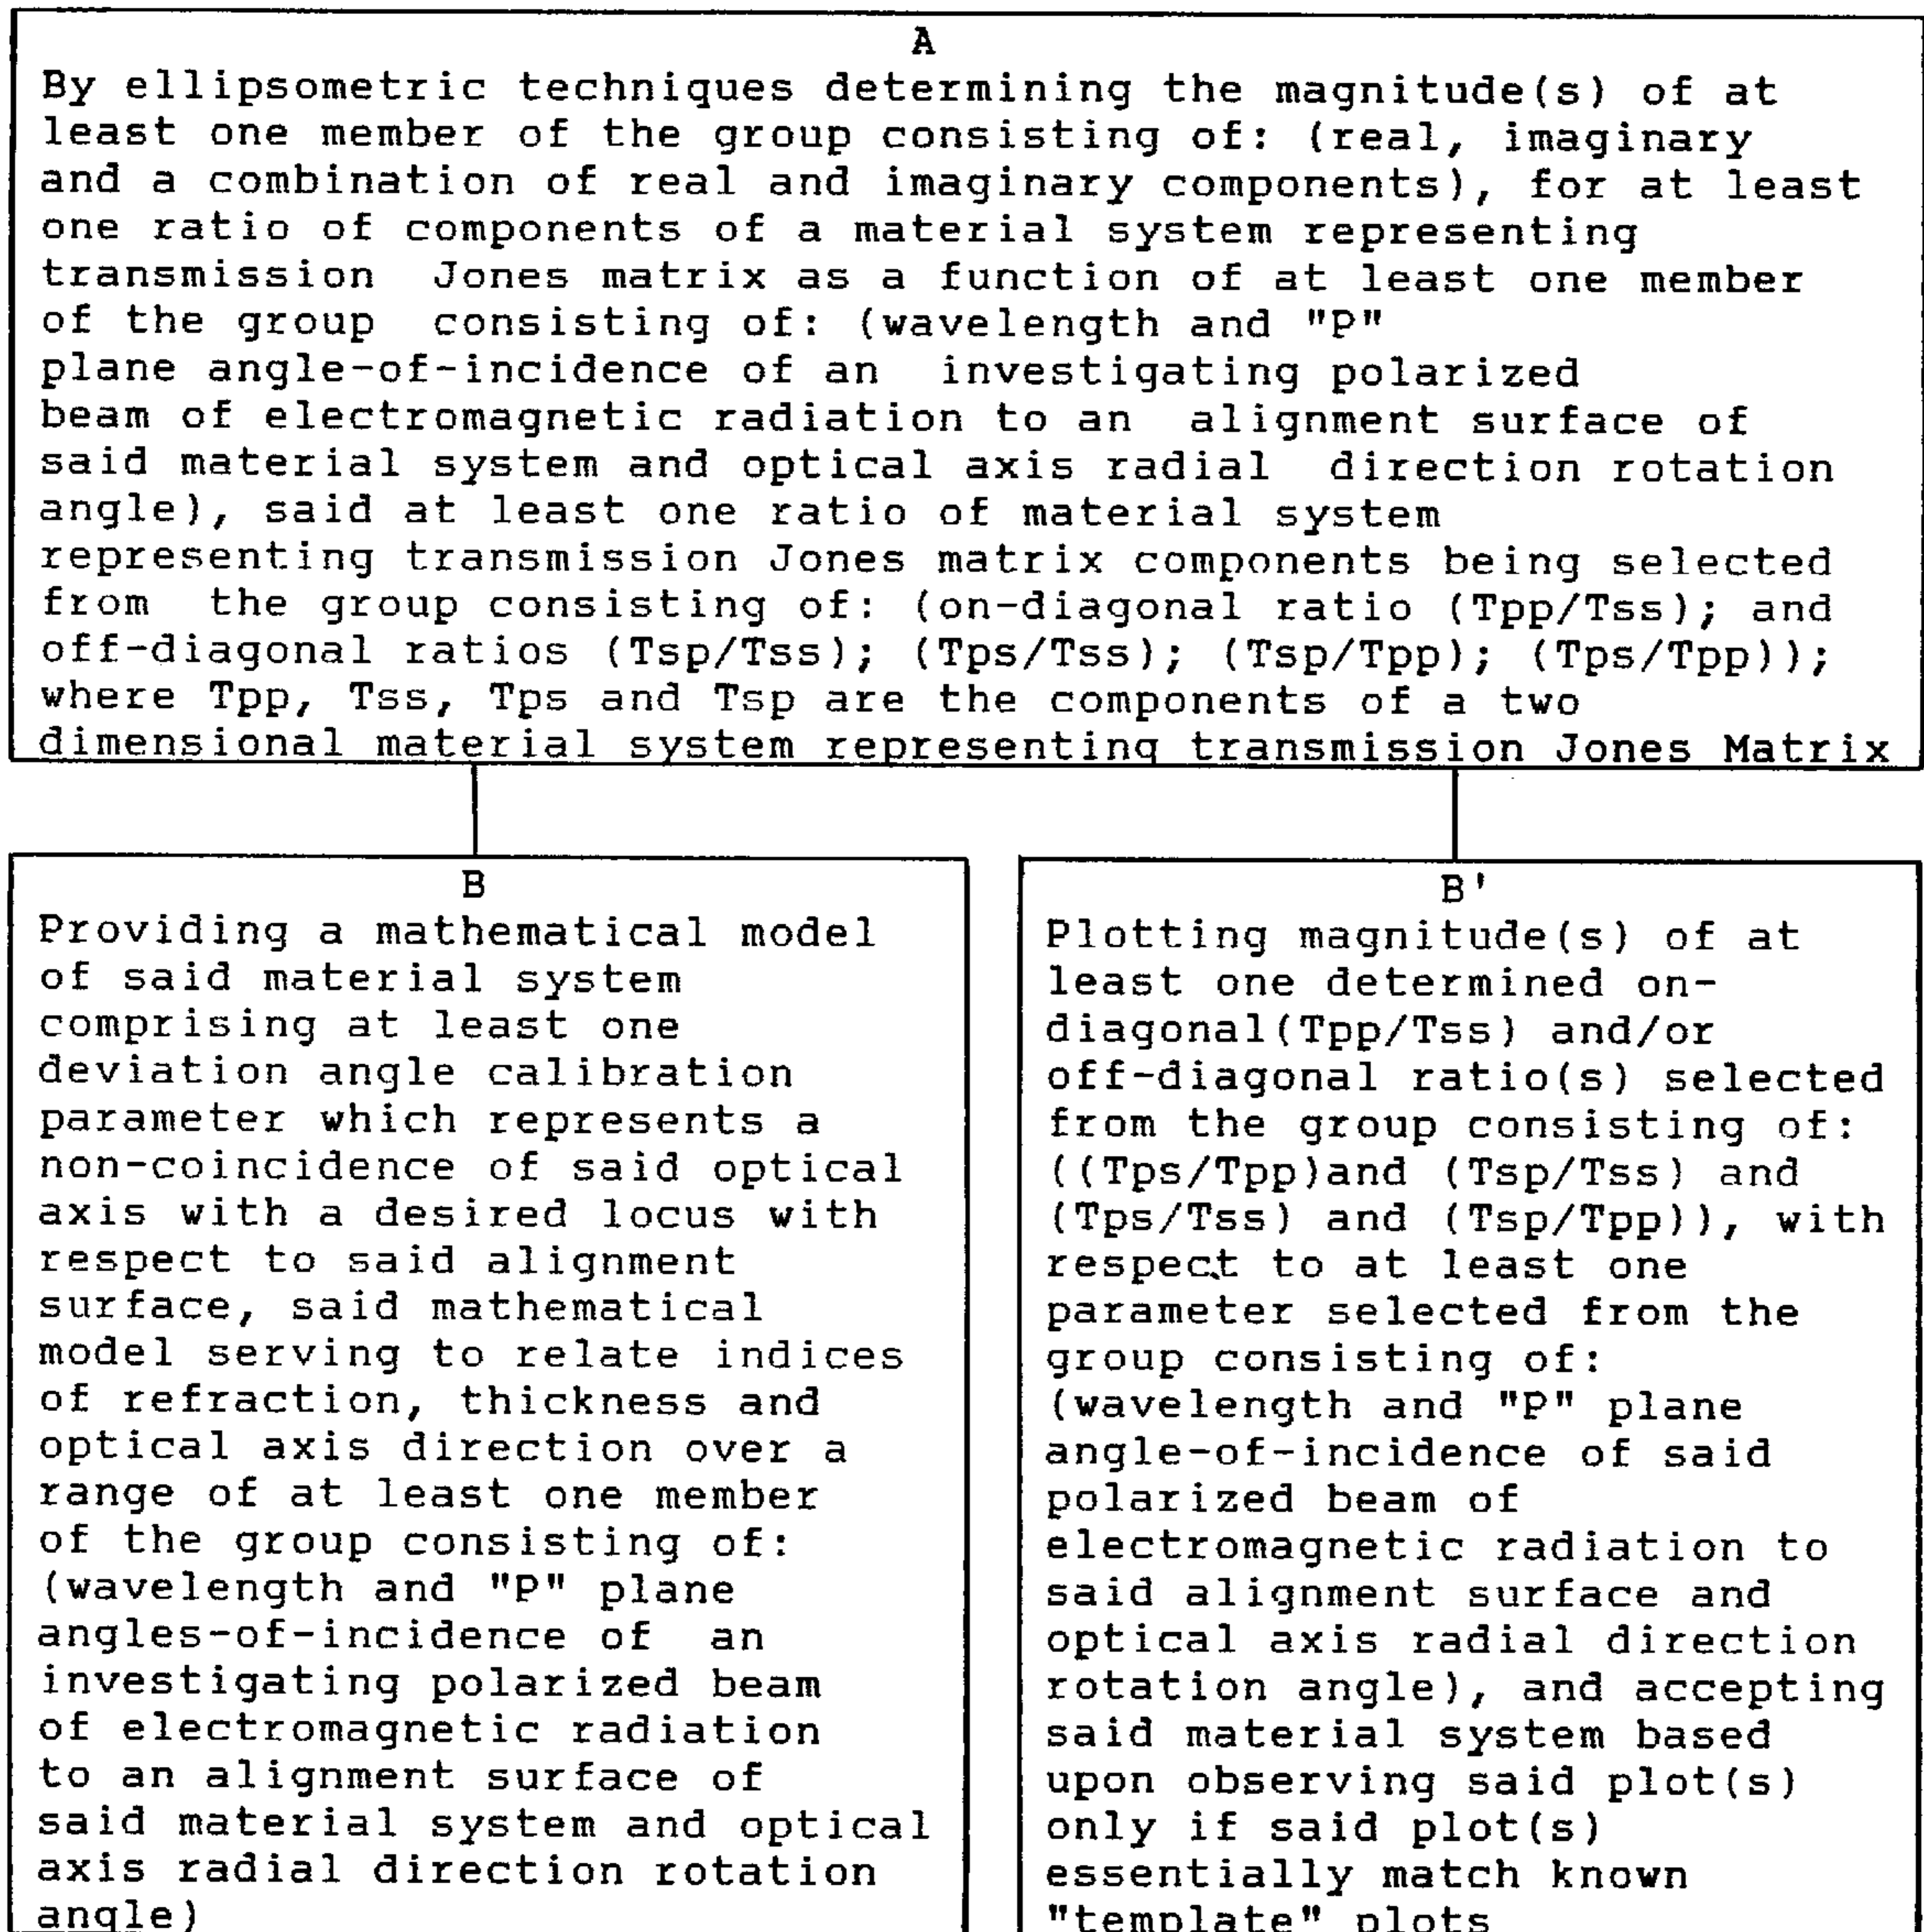 A
By ellipsometric techniques determining the magnitude(s) of at
least one member of the group consisting of: (real, imaginary
and a combination of real and imaginary components), for at least
one ratio of components of a material system representing
transmission Jones matrix as a function of at least one member
of the group consisting of: (wavelength and "P"
plane angle-of-incidence of an investigating polarized
beam of electromagnetic radiation to an alignment surface of
said material system and optical axis radial direction rotation
angle), said at least one ratio of material system
representing transmission Jones matrix components being selected
from the group consisting of: (on-diagonal ratio (Tpp/Tss); and
off-diagonal ratios (Tsp/Tss); (Tps/Tss); (Tsp/Tpp); (Tps/Tpp));
where Tpp, Tss, Tps and Tsp are the components of a two
dimensional material system representing transmission Jones Matrix
B
Providing a mathematical model
of said material system
comprising at least one
deviation angle calibration
parameter which represents a
non-coincidence of said optical
axis with a desired locus with
respect to said alignment
surface, said mathematical
model serving to relate indices
of refraction, thickness and
optical axis direction over a
range of at least one member
of the group consisting of:
(wavelength and "P" plane
angles-of-incidence of an
investigating polarized beam
of electromagnetic radiation
to an alignment surface of
said material system and optical
axis radial direction rotation
angle)
B'
Plotting magnitude(s) of at
least one determined on-
diagonal(Tpp/Tss) and/or
off-diagonal ratio(s) selected
from the group consisting of:
((Tps/Tpp)and (Tsp/Tss) and
(Tps/Tss) and (Tsp/Tpp)), with
respect to at least one
parameter selected from the
group consisting of:
(wavelength and "P" plane
angle-of-incidence of said
polarized beam of
electromagnetic radiation to
said alignment surface and
optical axis radial direction
rotation angle), and accepting
said material system based
upon observing said plot(s)
only if said plot(s)
essentially match known
"template" plots